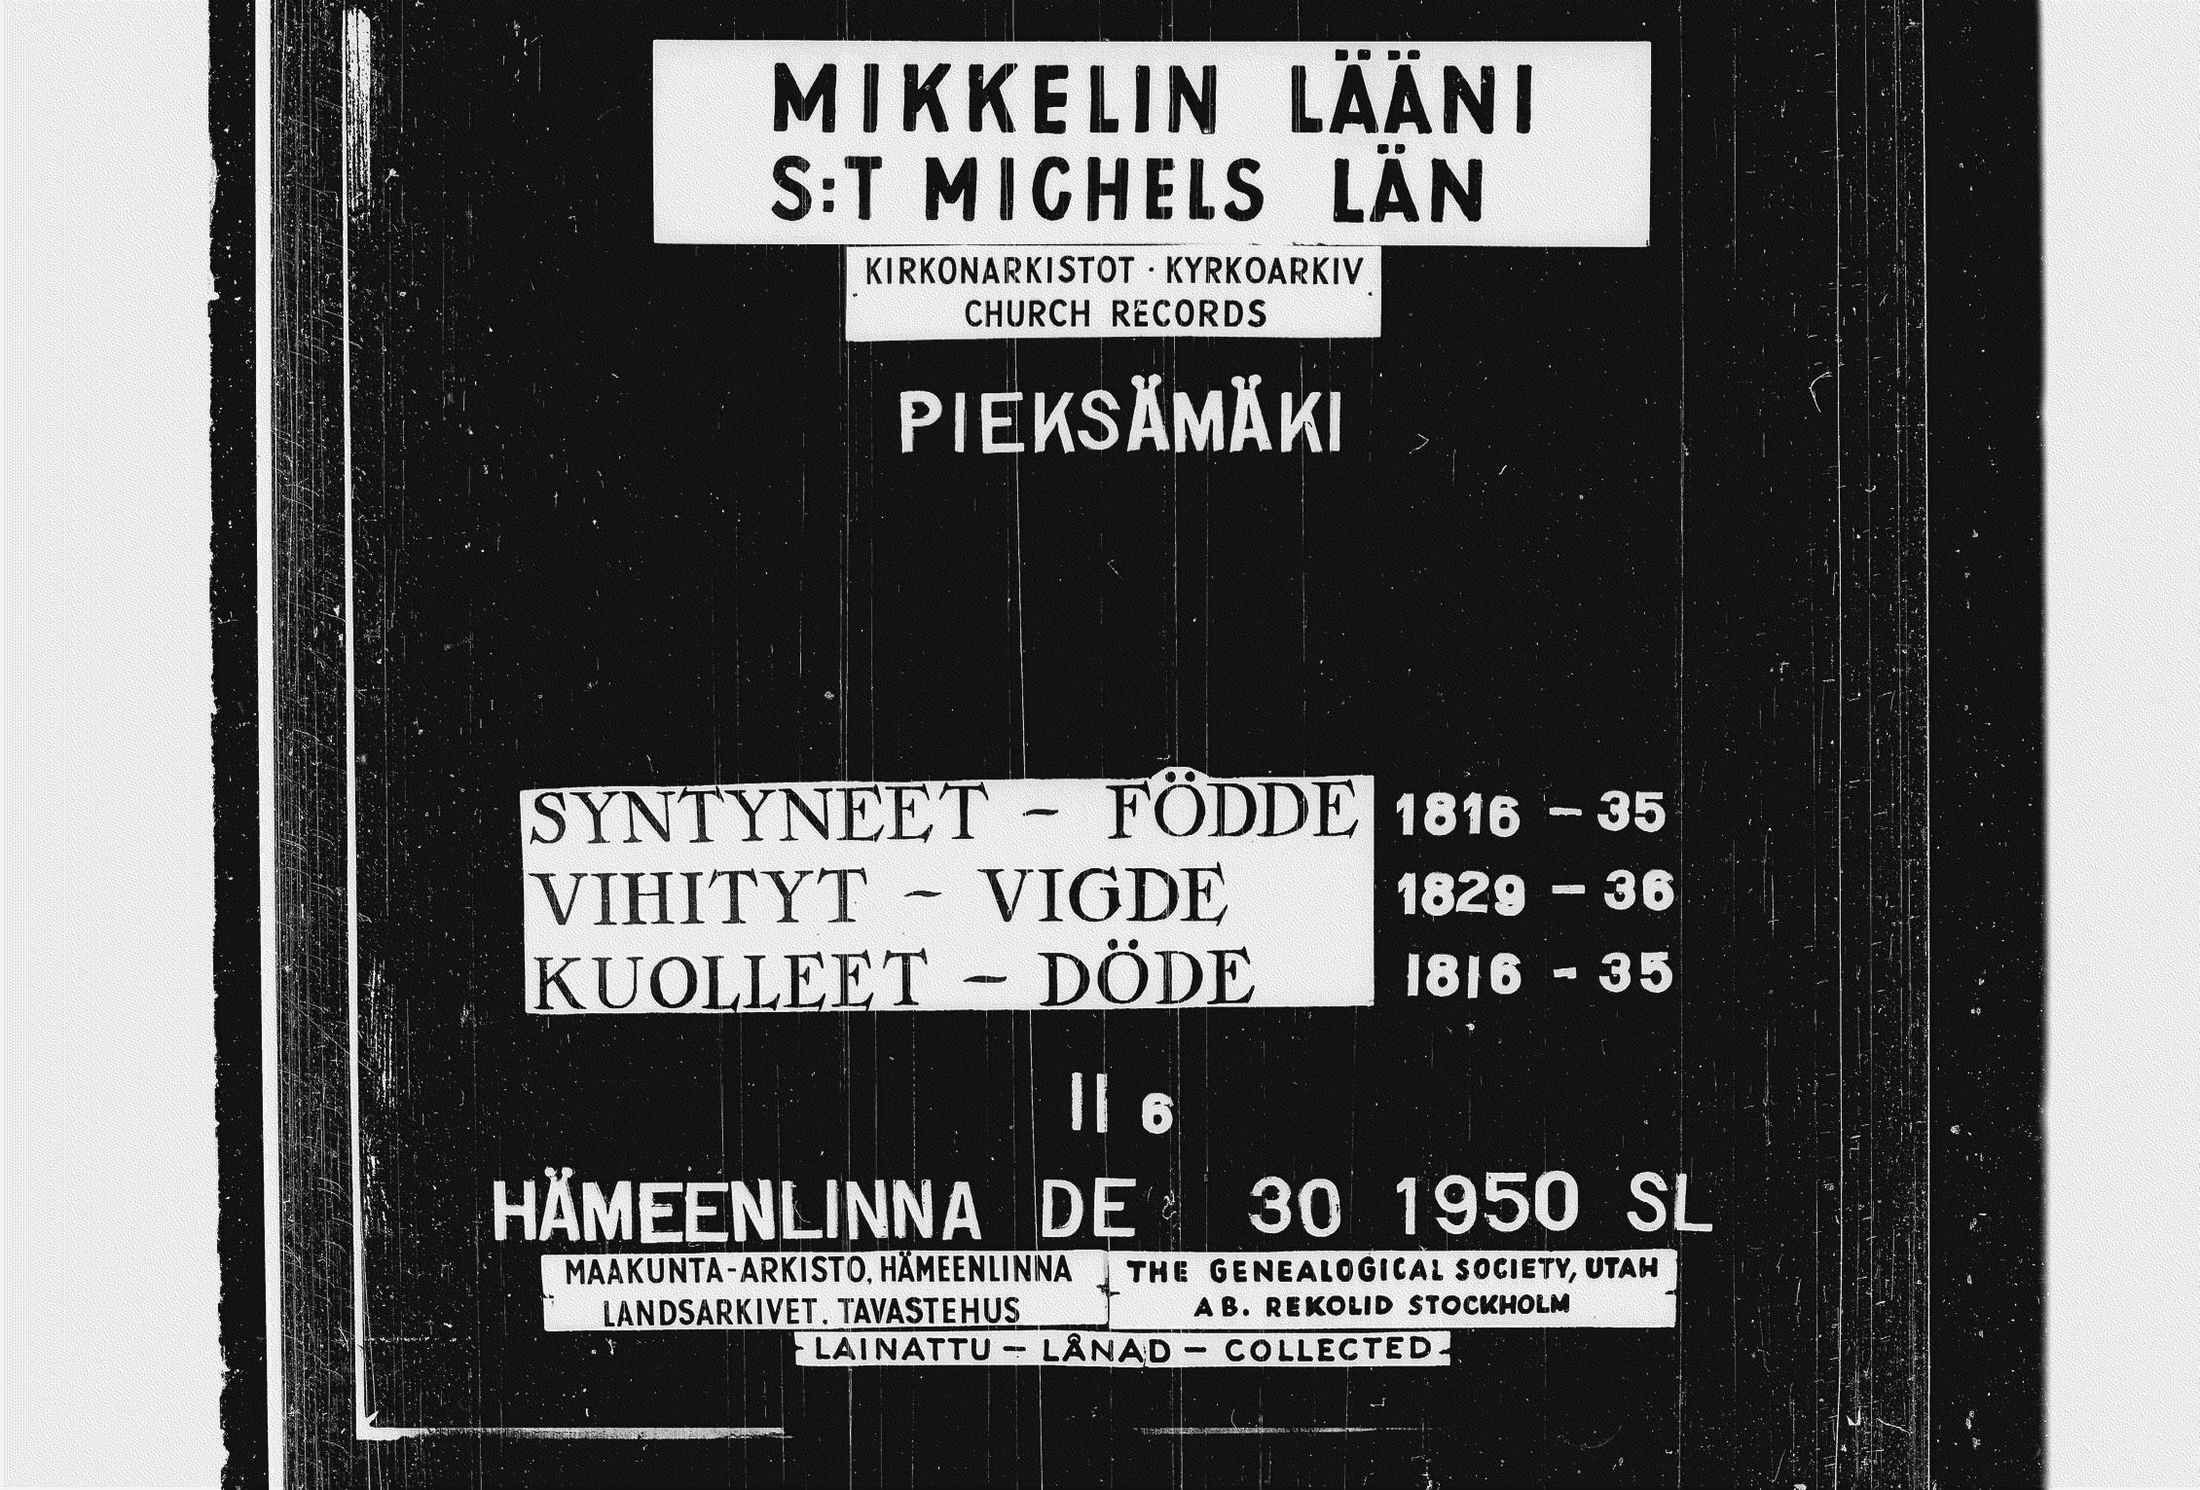 MIKKELIN LÄÄNI
S:T MICHELS LÄN
KIRKONARKISTOT · KYRKOARKIV
CHURCH RECORDS
PIEKSÄMÄKI
SYNTYNEET - FÖDDE 1816 - 35
VIHITYT - VIGDE 1829 - 36
KUOLLEET - DÖDE 1816 - 35
II 6
HÄMEENLINNA DE 30 1950 SL
MAAKUNTA-ARKISTO, HÄMEENLINNA
LANDSARKIVET, TAVASTEHUS
THE GENEALOGICAL SOCIETY, UTAH
AB. REKOLID STOCKHOLM
LAINATTU - LÅNAD - COLLECTED